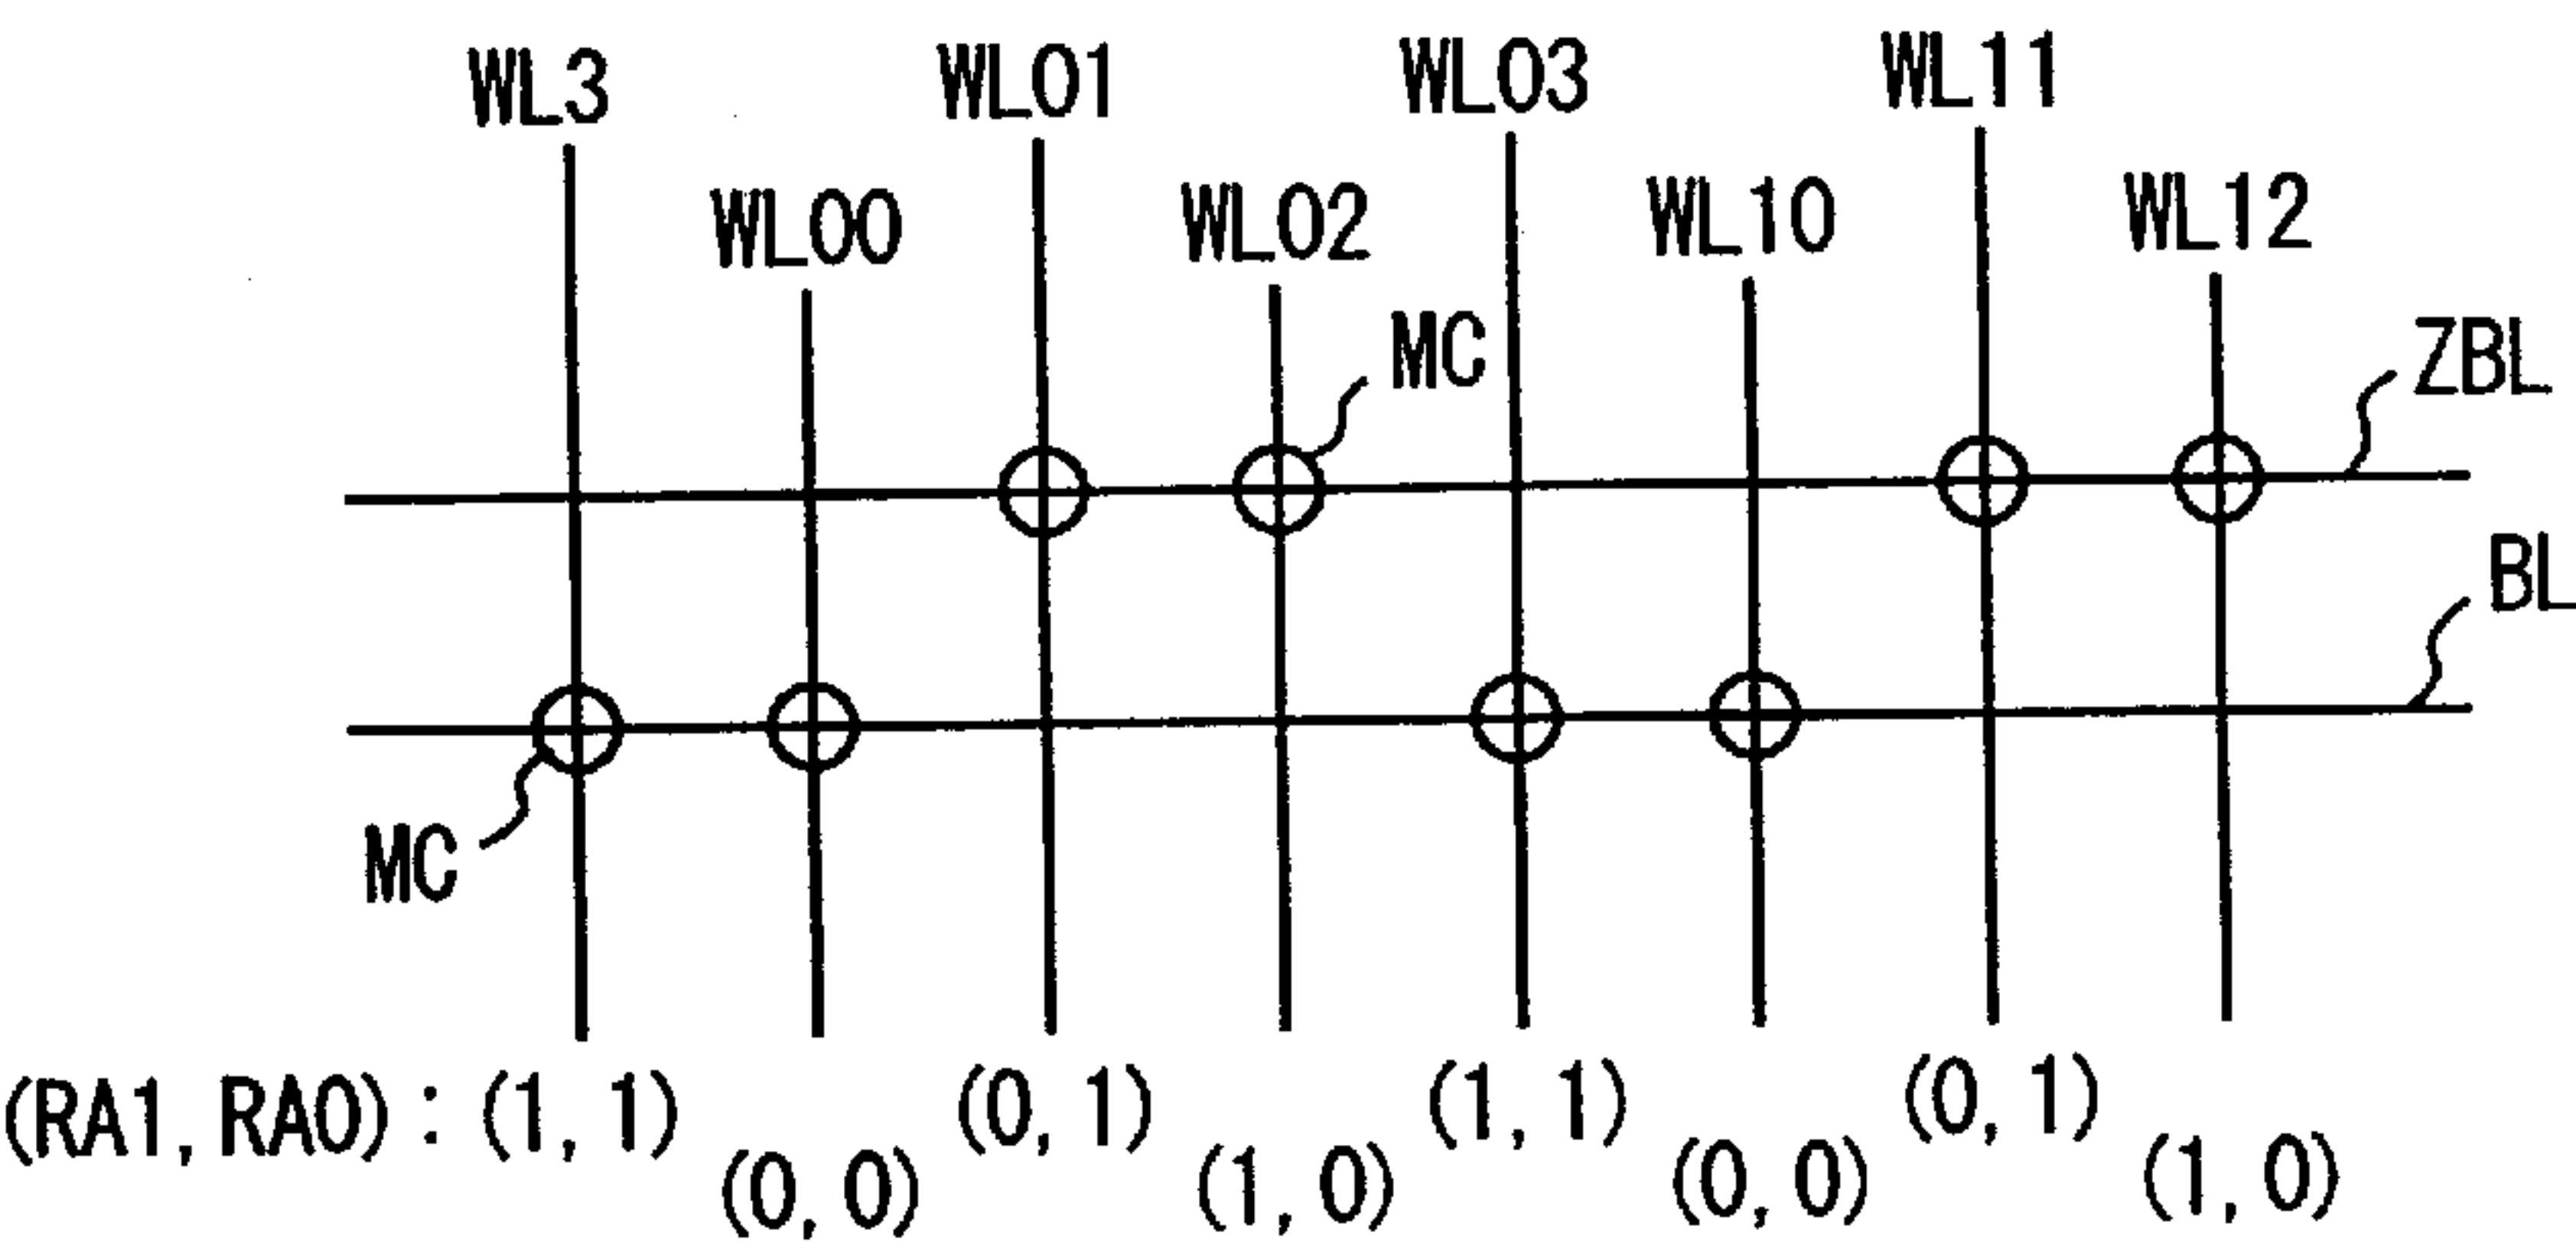 WL3 WL01 WL03 WL11
WL00 WL02 WL10 WL12
MC
ZBL
BL
MC
(RA1, RA0) : (1, 1) (0, 1) (1, 1) (0, 1)
(0, 0) (1, 0) (0, 0) (1, 0)